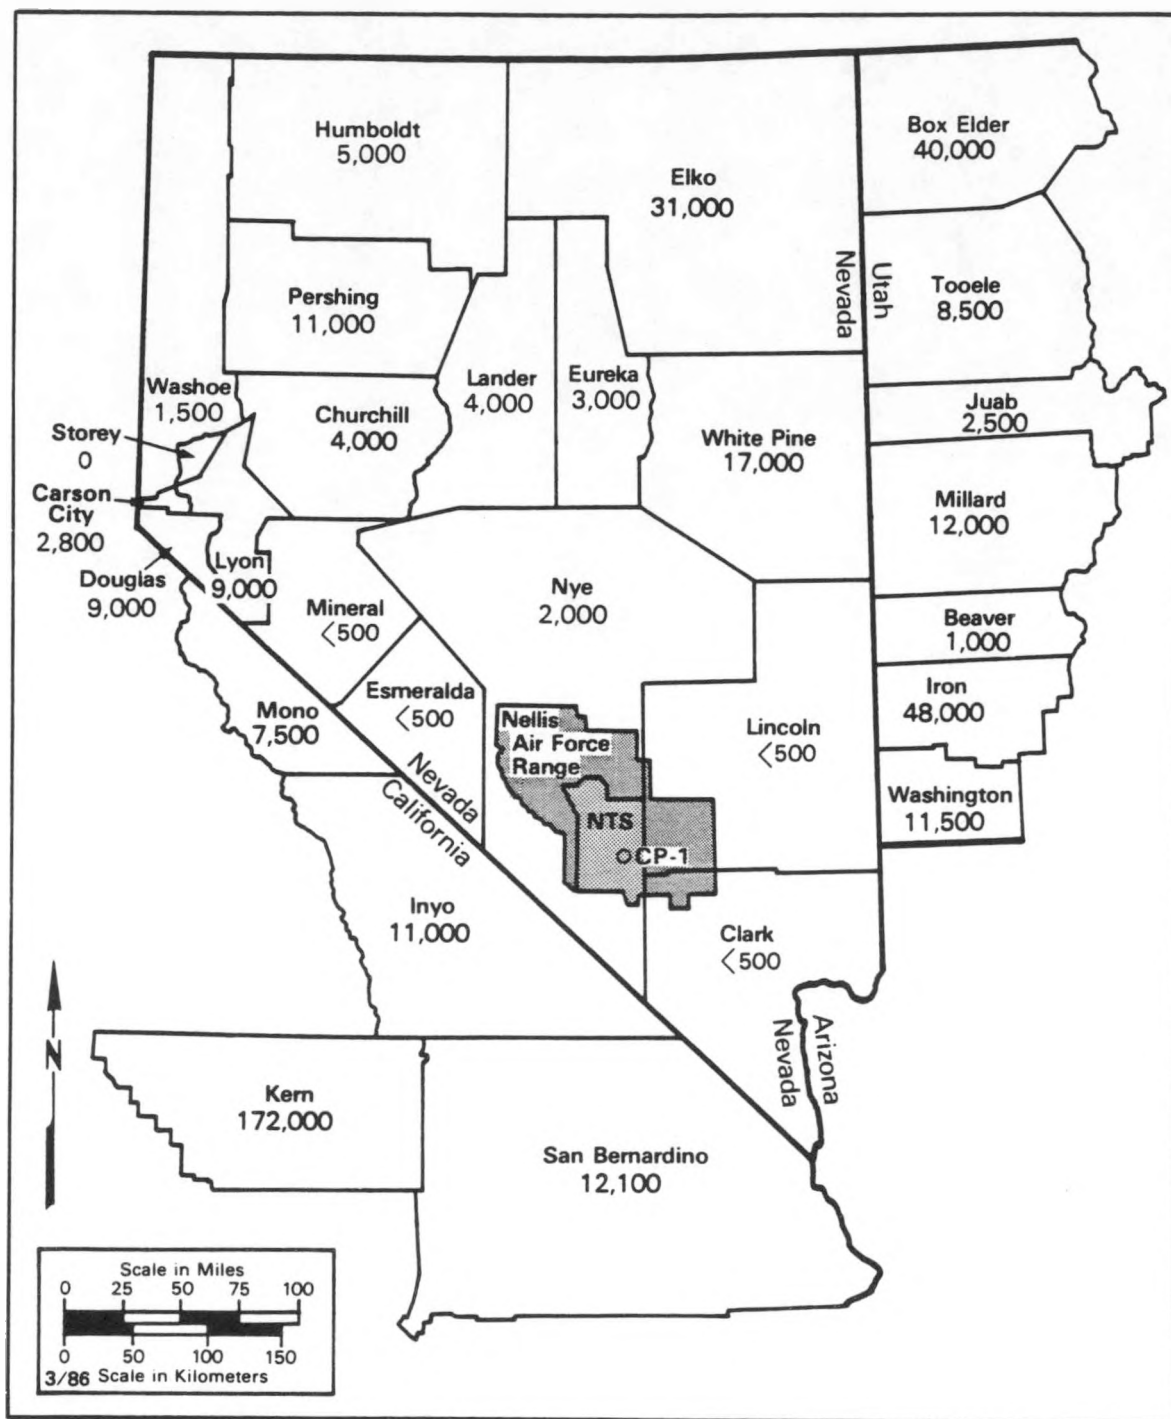 Humboldt
5,000
Elko
31,000
Box Elder
40,000
Nevada
Utah
Tooele
8,500
Pershing
11,000
Washoe
1,500
Churchill
4,000
Lander
4,000
Eureka
3,000
White Pine
17,000
Juab
2,500
Storey
0
Carson
City
2,800
Douglas
9,000
Lyon
9,000
Mineral
<500
Nye
2,000
Millard
12,000
Beaver
1,000
Iron
48,000
Washington
11,500
Esmeralda
<500
Mono
7,500
Nevada
California
Nellis
Air Force
Range
NTS
CP-1
Lincoln
<500
Inyo
11,000
Clark
<500
Arizona
Nevada
N
Kern
172,000
San Bernardino
12,100
Scale in Miles
0 25 50 75 100
0 50 100 150
3/86 Scale in Kilometers